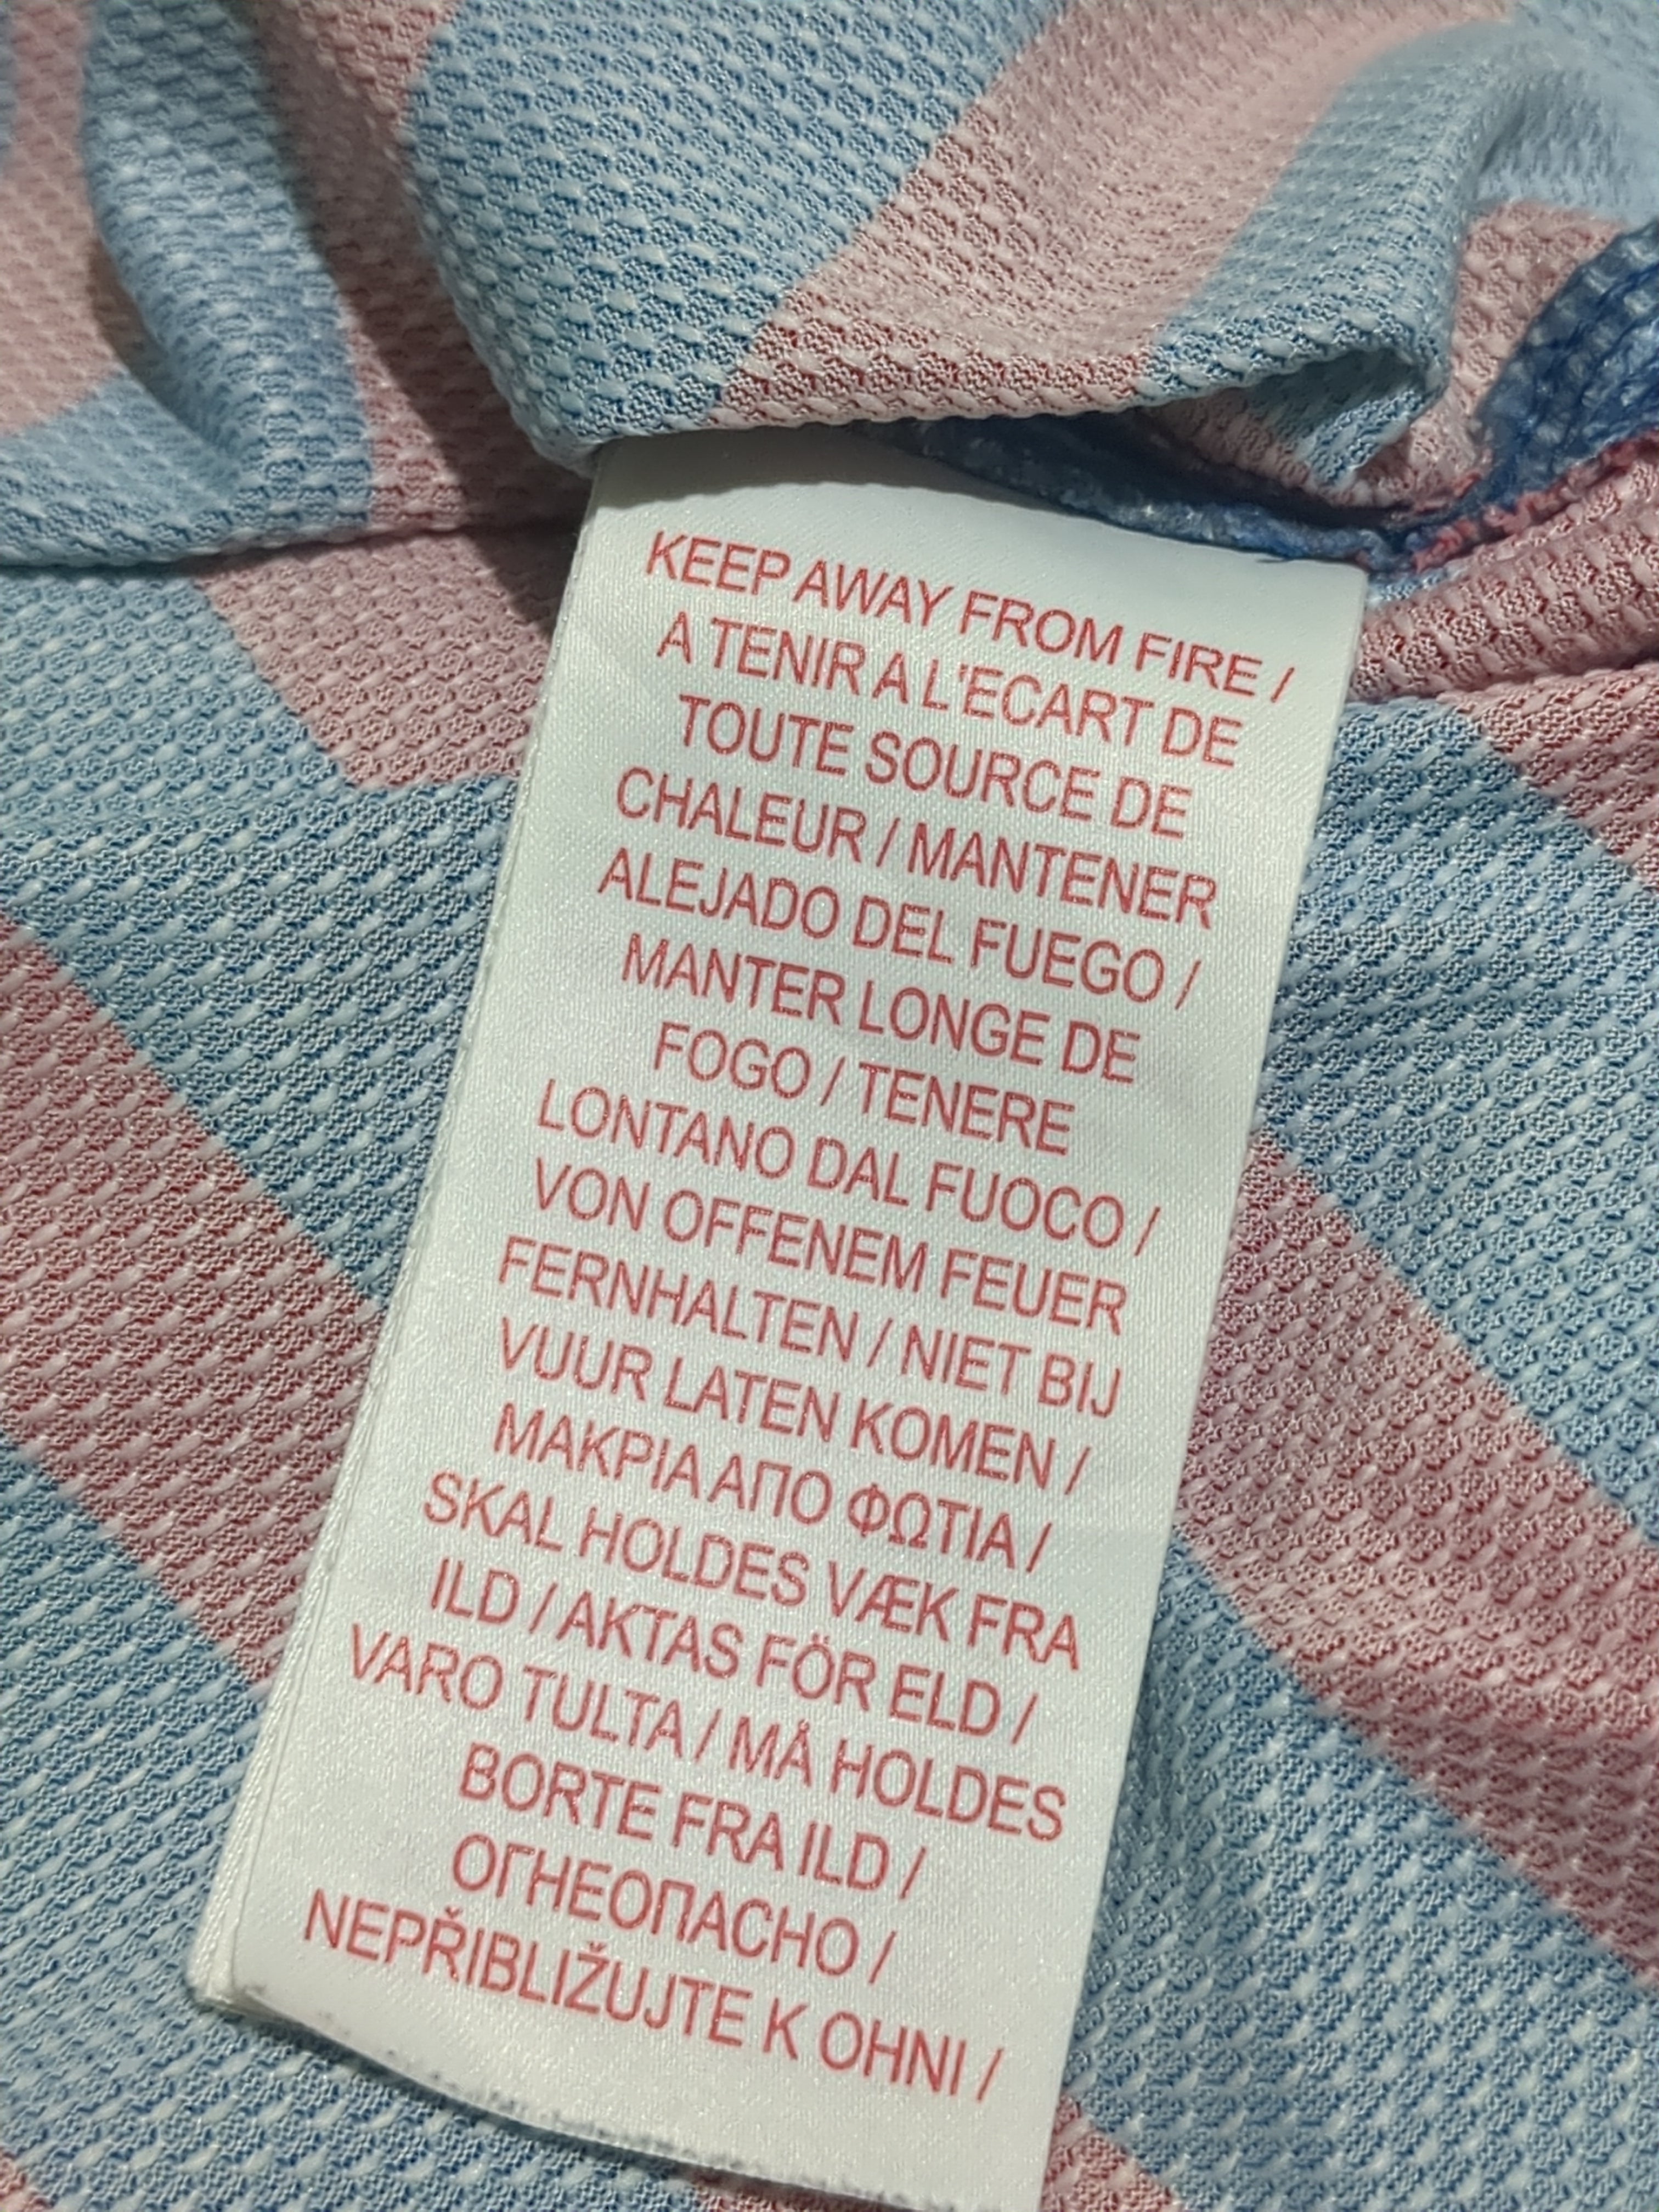 KEEP AWAY FROM FIRE /
A TENIR A L'ECART DE
TOUTE SOURCE DE
CHALEUR / MANTENER
ALEJADO DEL FUEGO /
MANTER LONGE DE
FOGO / TENERE
LONTANO DAL FUOCO /
VON OFFENEM FEUER
FERNHALTEN / NIET BIJ
VUUR LATEN KOMEN /
ΜΑΚΡΙΑ ΑΠΟ ΦΩΤΙΑ /
SKAL HOLDES VÆK FRA
ILD / AKTAS FÖR ELD /
VARO TULTA / MÅ HOLDES
BORTE FRA ILD /
ОГНЕОПАСНО /
NEPŘIBLIŽUJTE K OHNI /